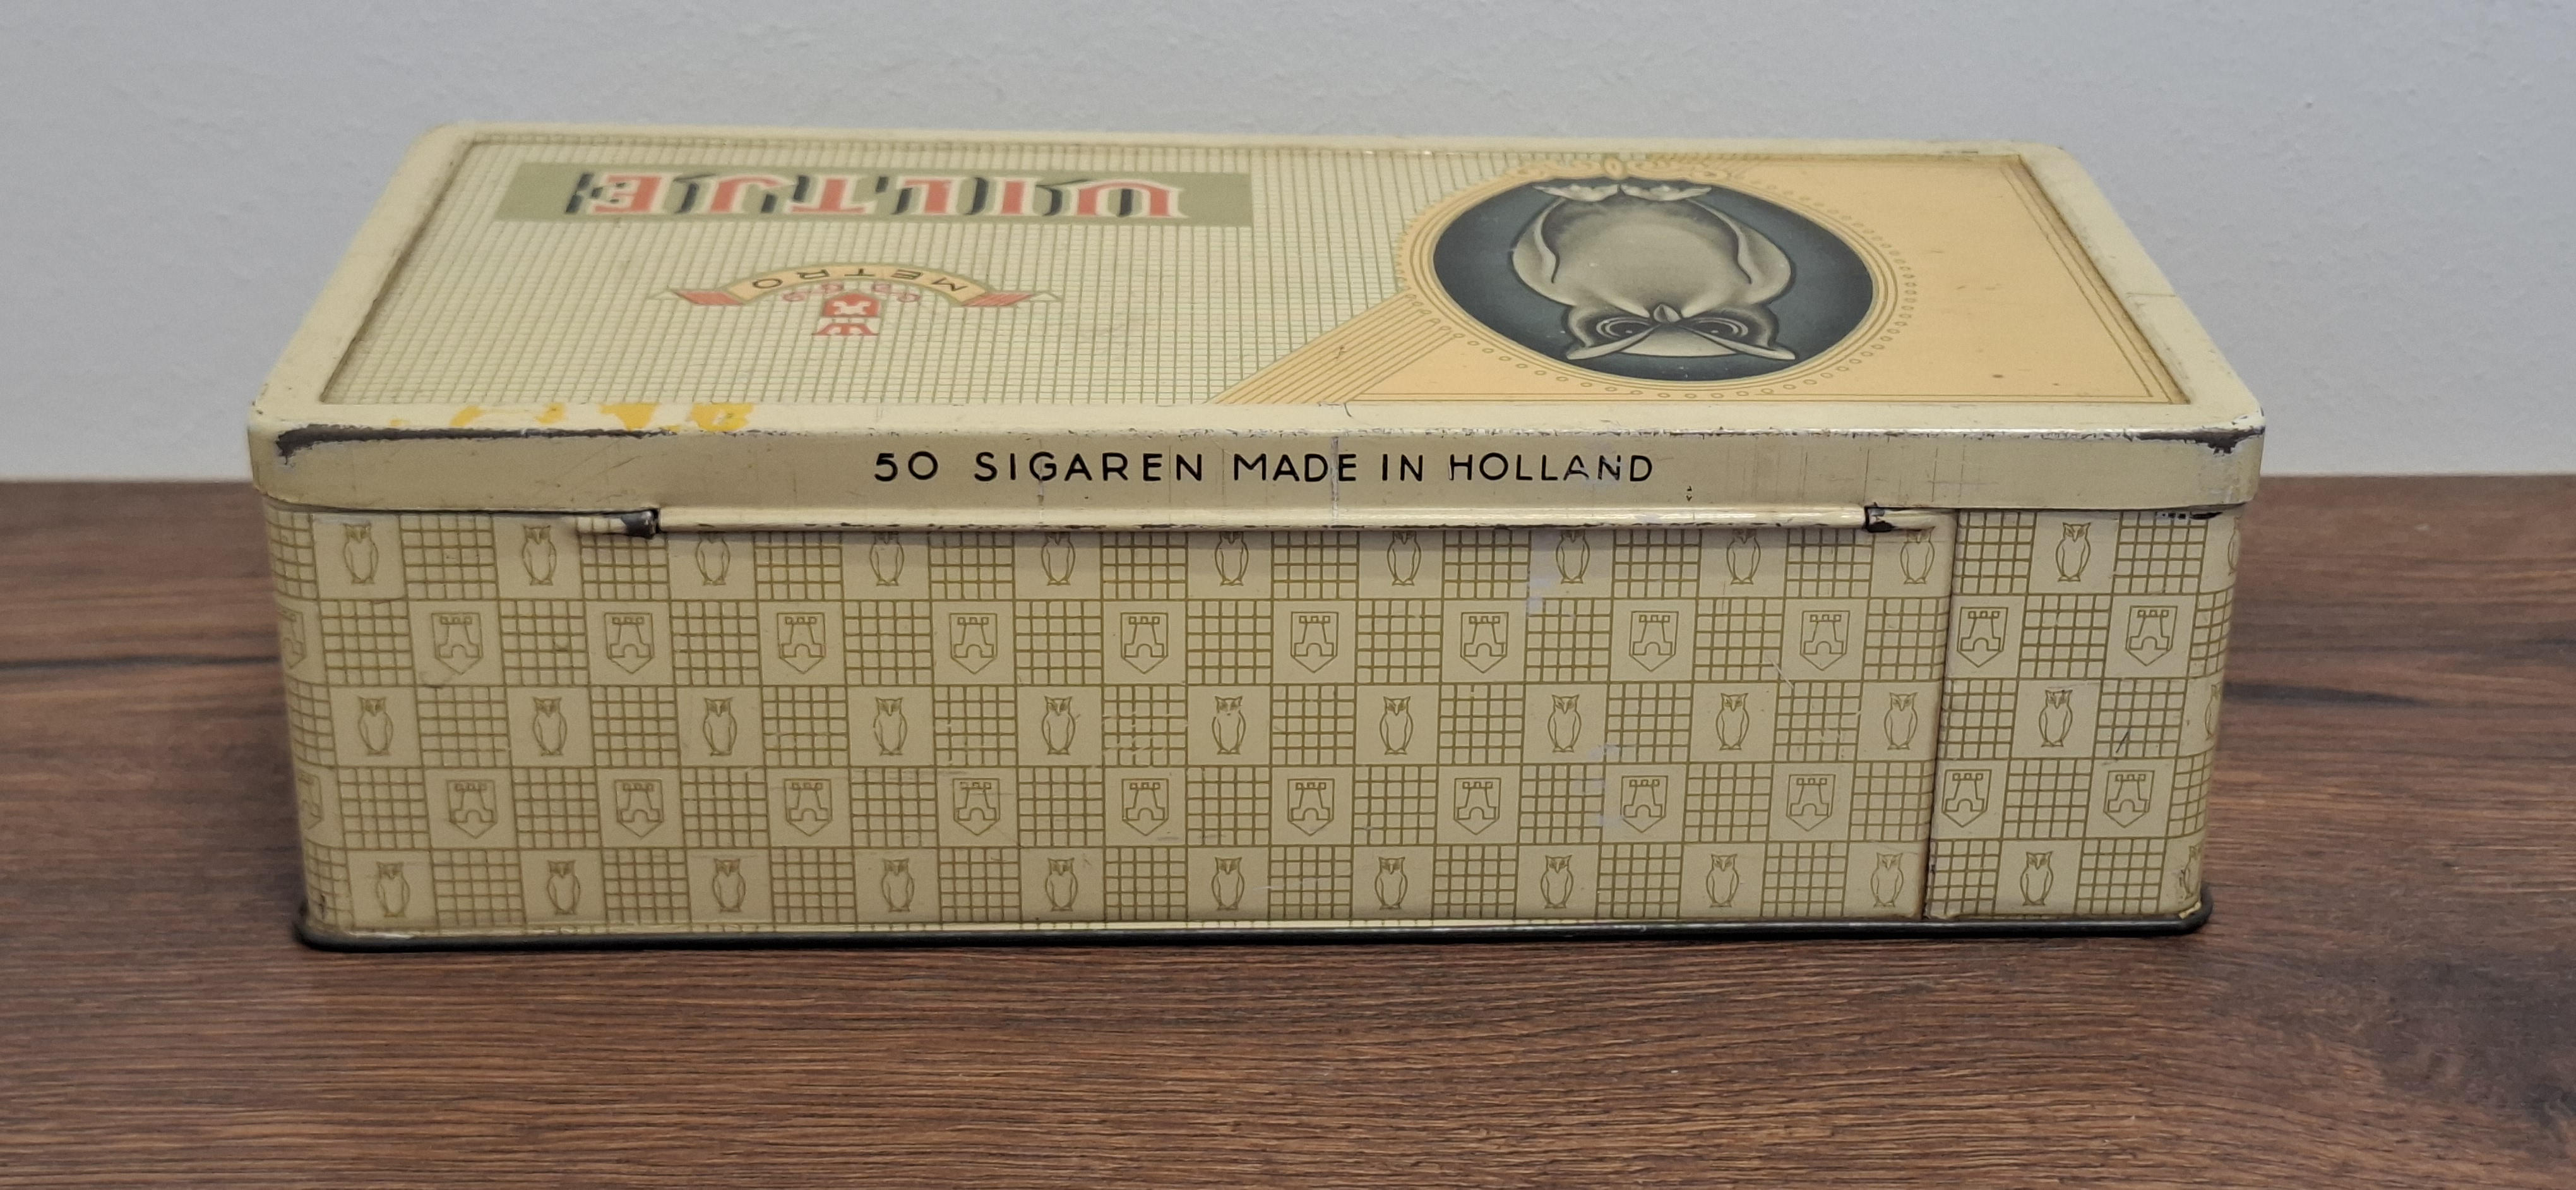 UILTJE
METRO
50 SIGAREN MADE IN HOLLAND